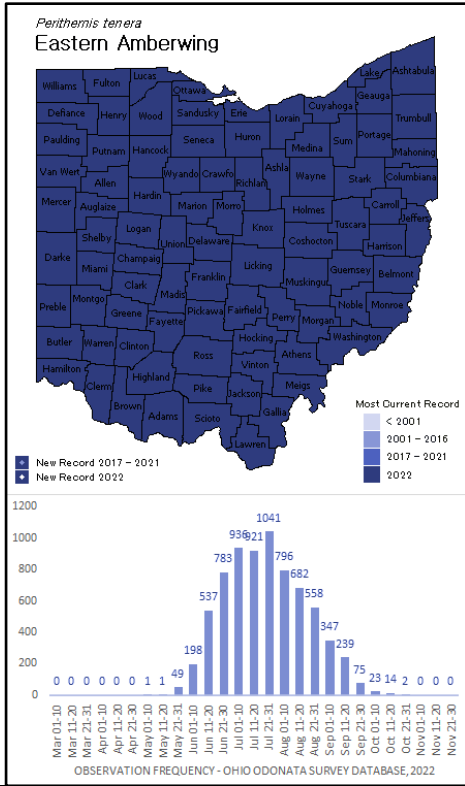 Perithemis tenera
Eastern Amberwing
Williams Fulton Lucas Ottawa Lake Ashtabula
Geauga
Defiance Henry Wood Sandusky Erie Lorain Cuyahoga Trumbull
Paulding Putnam Hancock Seneca Huron Medina Sum Portage Mahoning
Van Wert Allen Wyando Crawfo Richlan Ashla Wayne Stark Columbiana
Mercer Auglaize Hardin Marion Morro Holmes Tuscara Carroll Jeffers
Shelby Logan Union Delaware Knox Coshocton Harrison
Darke Miami Champaig Franklin Licking Muskingu Guernsey Belmont
Clark Madis
Preble Montgo Greene Fayette Pickawa Fairfield Perry Morgan Noble Monroe
Butler Warren Clinton Ross Hocking Athens Washington
Hamilton Clerm Highland Pike Vinton Meigs
Brown Adams Scioto Jackson Gallia
Lawren
Most Current Record
< 2001
2001 - 2016
2017 - 2021
2022
New Record 2017 - 2021
New Record 2022
1200
1000
800
600
400
200
0
0 0 0 0 0 0 1 1 49 198 537 783 936 921 1041 796 682 558 347 239 75 23 14 2 0 0 0
Mar 01-10
Mar 11-20
Mar 21-31
Apr 01-10
Apr 11-20
Apr 21-30
May 01-10
May 11-20
May 21-31
Jun 01-10
Jun 11-20
Jun 21-30
Jul 01-10
Jul 11-20
Jul 21-31
Aug 01-10
Aug 11-20
Aug 21-31
Sep 01-10
Sep 11-20
Sep 21-30
Oct 01-10
Oct 11-20
Oct 21-31
Nov 01-10
Nov 11-20
Nov 21-30
OBSERVATION FREQUENCY - OHIO ODONATA SURVEY DATABASE, 2022